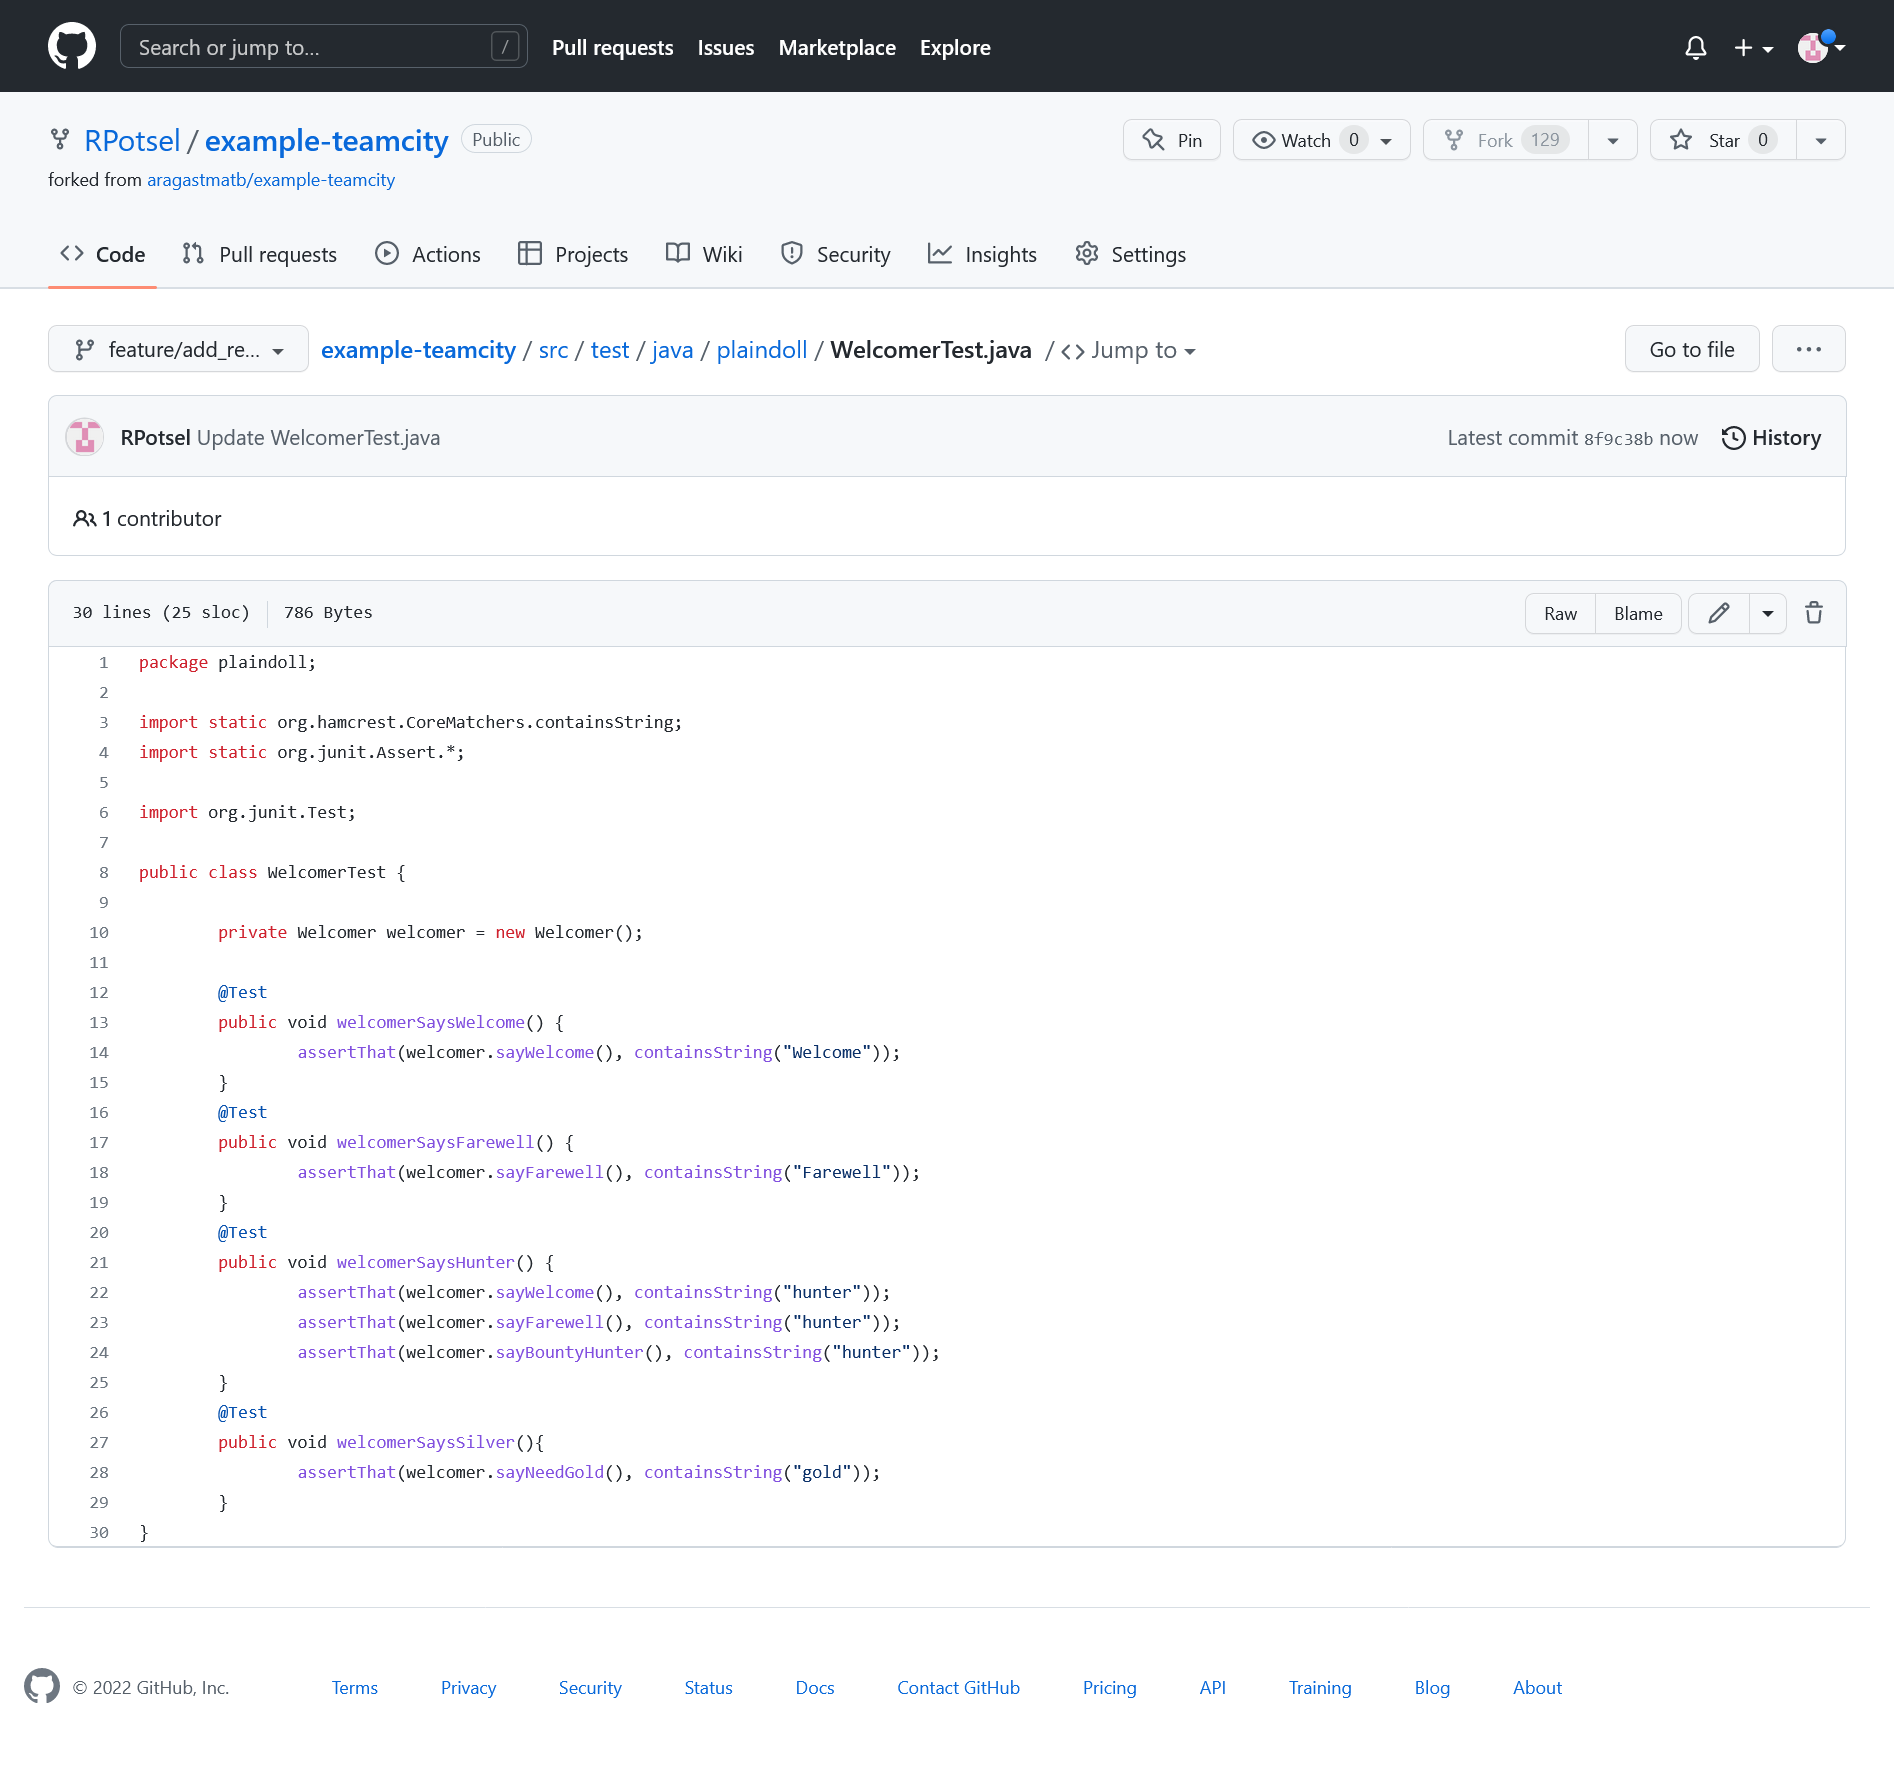 Search or jump to... / Pull requests Issues Marketplace Explore
RPotsel / example-teamcity Public Pin Watch 0 Fork 129 Star 0
forked from aragastmatb/example-teamcity
Code Pull requests Actions Projects Wiki Security Insights Settings
feature/add_re... example-teamcity / src / test / java / plaindoll / WelcomerTest.java / <> Jump to Go to file ...
RPotsel Update WelcomerTest.java Latest commit 8f9c38b now History
1 contributor
30 lines (25 sloc) 786 Bytes Raw Blame
1 package plaindoll;
2
3 import static org.hamcrest.CoreMatchers.containsString;
4 import static org.junit.Assert.*;
5
6 import org.junit.Test;
7
8 public class WelcomerTest {
9
10 private Welcomer welcomer = new Welcomer();
11
12 @Test
13 public void welcomerSaysWelcome() {
14 assertThat(welcomer.sayWelcome(), containsString("Welcome"));
15 }
16 @Test
17 public void welcomerSaysFarewell() {
18 assertThat(welcomer.sayFarewell(), containsString("Farewell"));
19 }
20 @Test
21 public void welcomerSaysHunter() {
22 assertThat(welcomer.sayWelcome(), containsString("hunter"));
23 assertThat(welcomer.sayFarewell(), containsString("hunter"));
24 assertThat(welcomer.sayBountyHunter(), containsString("hunter"));
25 }
26 @Test
27 public void welcomerSaysSilver(){
28 assertThat(welcomer.sayNeedGold(), containsString("gold"));
29 }
30 }
© 2022 GitHub, Inc. Terms Privacy Security Status Docs Contact GitHub Pricing API Training Blog About